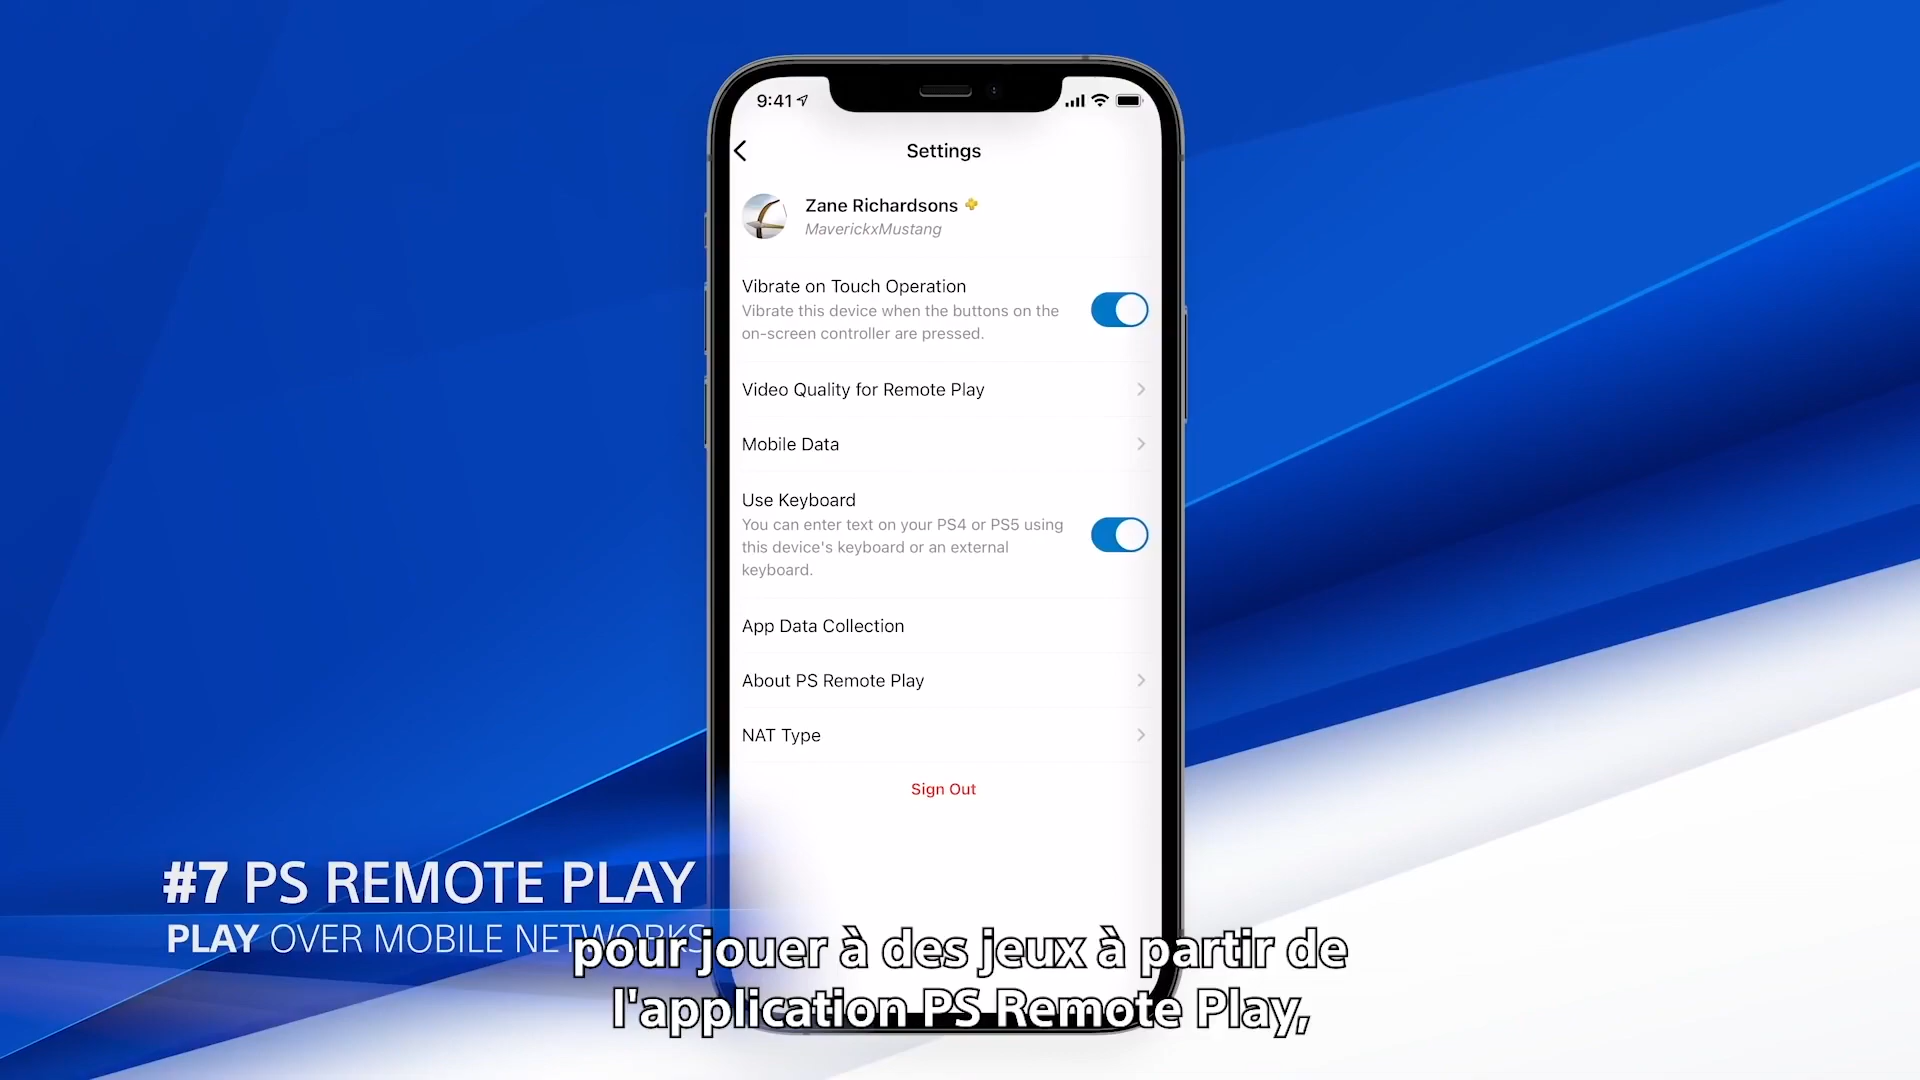 9:41
Settings
Zane Richardsons
MaverickxMustang
Vibrate on Touch Operation
Vibrate this device when the buttons on the
on-screen controller are pressed.
Video Quality for Remote Play
Mobile Data
Use Keyboard
You can enter text on your PS4 or PS5 using
this device's keyboard or an external
keyboard.
App Data Collection
About PS Remote Play
NAT Type
Sign Out
#7 PS REMOTE PLAY
PLAY OVER MOBILE NETWORKS
pour jouer à des jeux à partir de
l'application PS Remote Play,